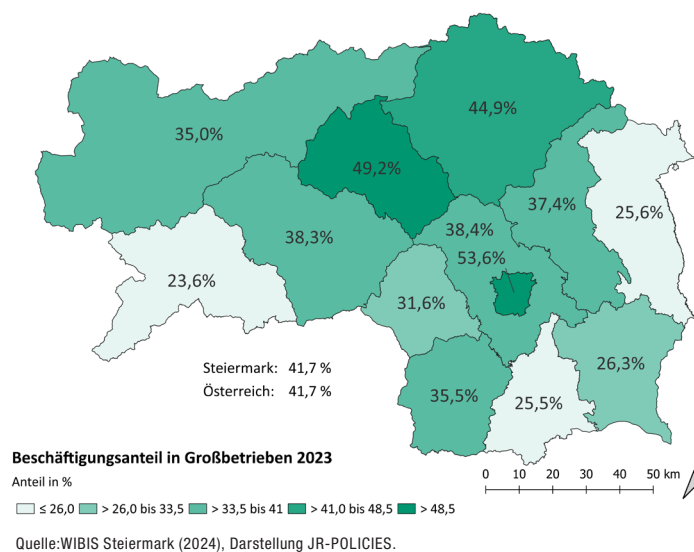 44,9%
35,0%
49,2%
37,4%
25,6%
38,4%
38,3%
53,6%
23,6%
31,6%
26,3%
Steiermark: 41,7 %
Österreich: 41,7 %
35,5%
25,5%
Beschäftigungsanteil in Großbetrieben 2023
0 10 20 30 40 50 km
Anteil in %
≤ 26,0 > 26,0 bis 33,5 > 33,5 bis 41 > 41,0 bis 48,5 > 48,5
Quelle:WIBIS Steiermark (2024), Darstellung JR-POLICIES.